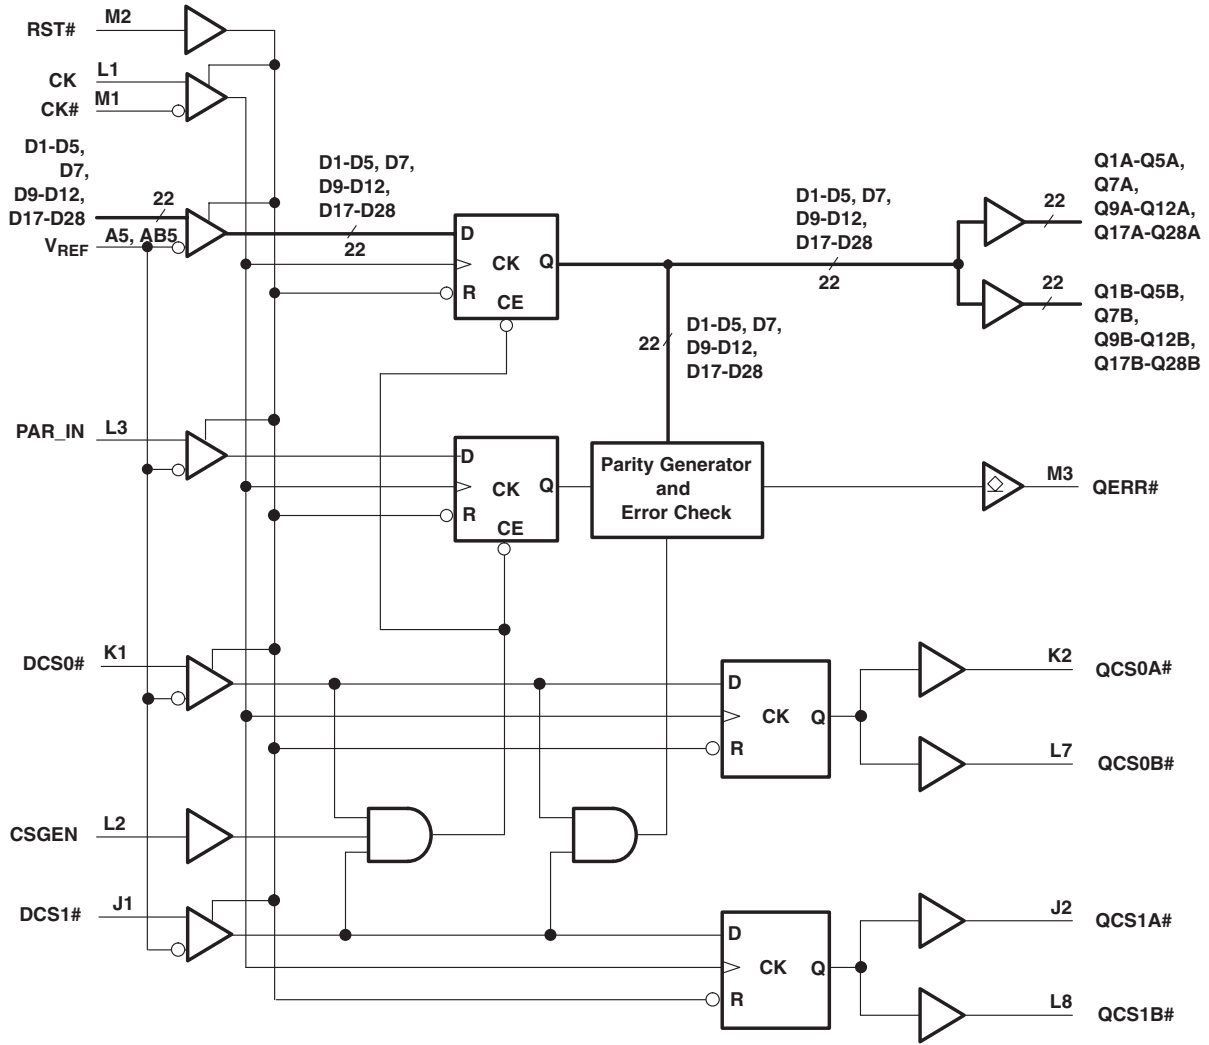 RST#
M2
CK
L1
CK#
M1
D1-D5,
D7,
D9-D12,
D17-D28
22
VREF
A5, AB5
D1-D5, D7,
D9-D12,
D17-D28
22
D
CK
Q
R
CE
D1-D5, D7,
D9-D12,
D17-D28
22
22
D1-D5, D7,
D9-D12,
D17-D28
22
Q1A-Q5A,
Q7A,
Q9A-Q12A,
Q17A-Q28A
22
Q1B-Q5B,
Q7B,
Q9B-Q12B,
Q17B-Q28B
PAR_IN
L3
D
CK
Q
R
CE
Parity Generator
and
Error Check
M3
QERR#
DCS0#
K1
D
CK
Q
R
K2
QCS0A#
L7
QCS0B#
CSGEN
L2
DCS1#
J1
D
CK
Q
R
J2
QCS1A#
L8
QCS1B#